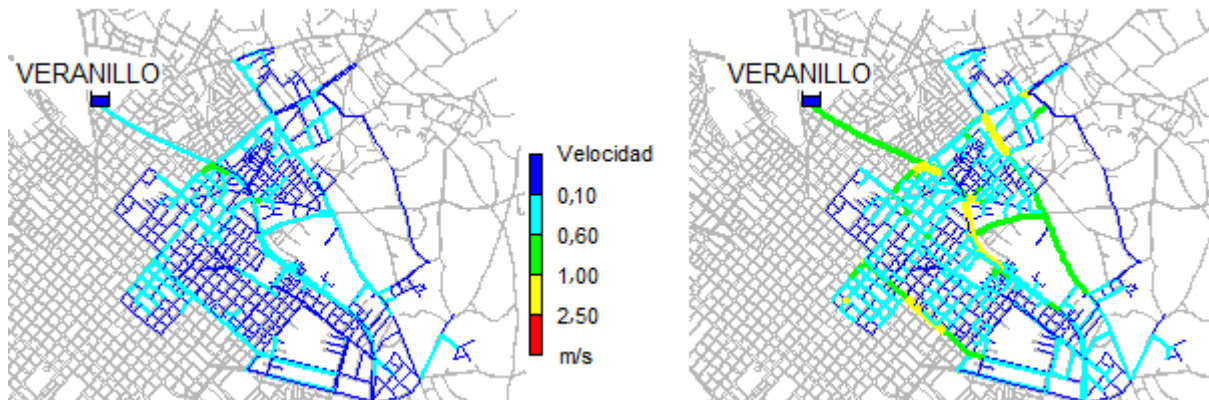 VERANILLO
Velocidad
0,10
0,60
1,00
2,50
m/s
VERANILLO